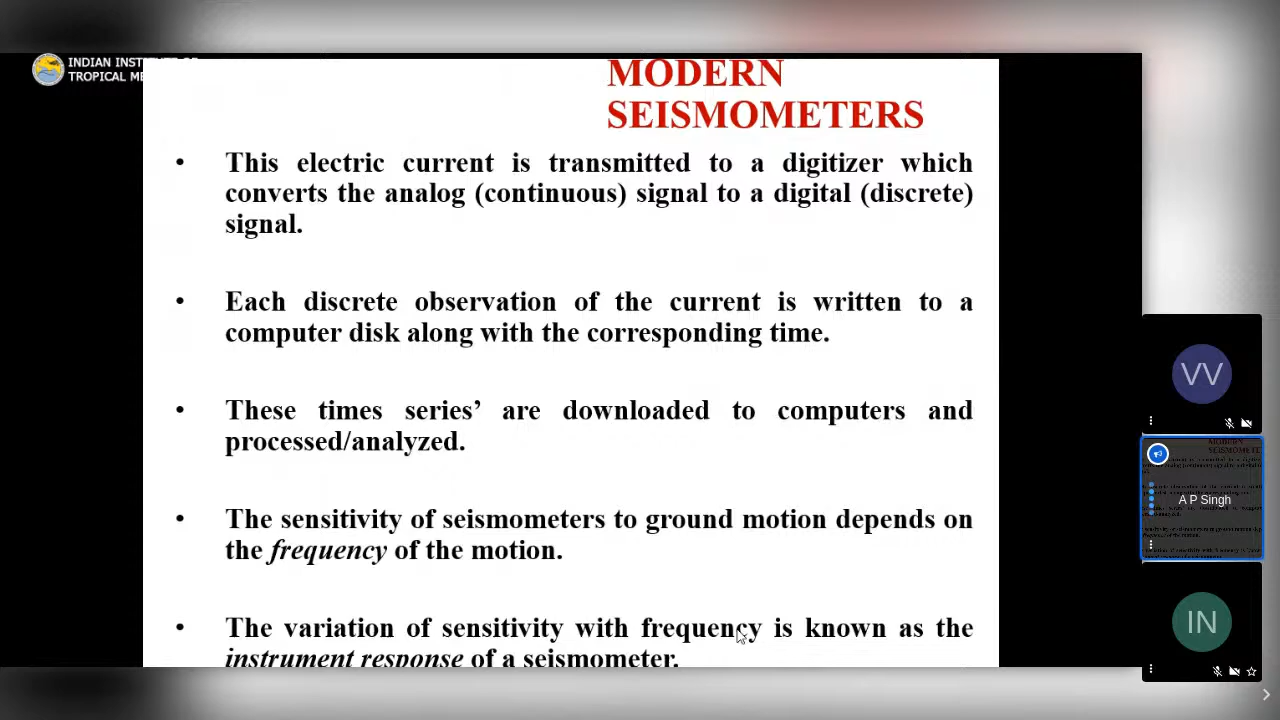 INDIAN INST
TROPICAL ME
MODERN
SEISMOMETERS
• This electric current is transmitted to a digitizer which
converts the analog (continuous) signal to a digital (discrete)
signal.
• Each discrete observation of the current is written to a
computer disk along with the corresponding time.
• These times series’ are downloaded to computers and
processed/analyzed.
• The sensitivity of seismometers to ground motion depends on
the frequency of the motion.
• The variation of sensitivity with frequency is known as the
instrument response of a seismometer.
VV
A P Singh
IN